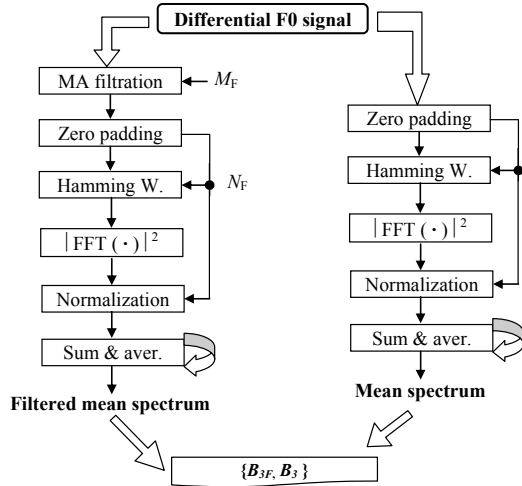 Differential F0 signal
MA filtration
M_F
Zero padding
Hamming W.
N_F
|FFT (·)|²
Normalization
Sum & aver.
Filtered mean spectrum
Zero padding
Hamming W.
|FFT (·)|²
Normalization
Sum & aver.
Mean spectrum
{B_3F, B_3 }